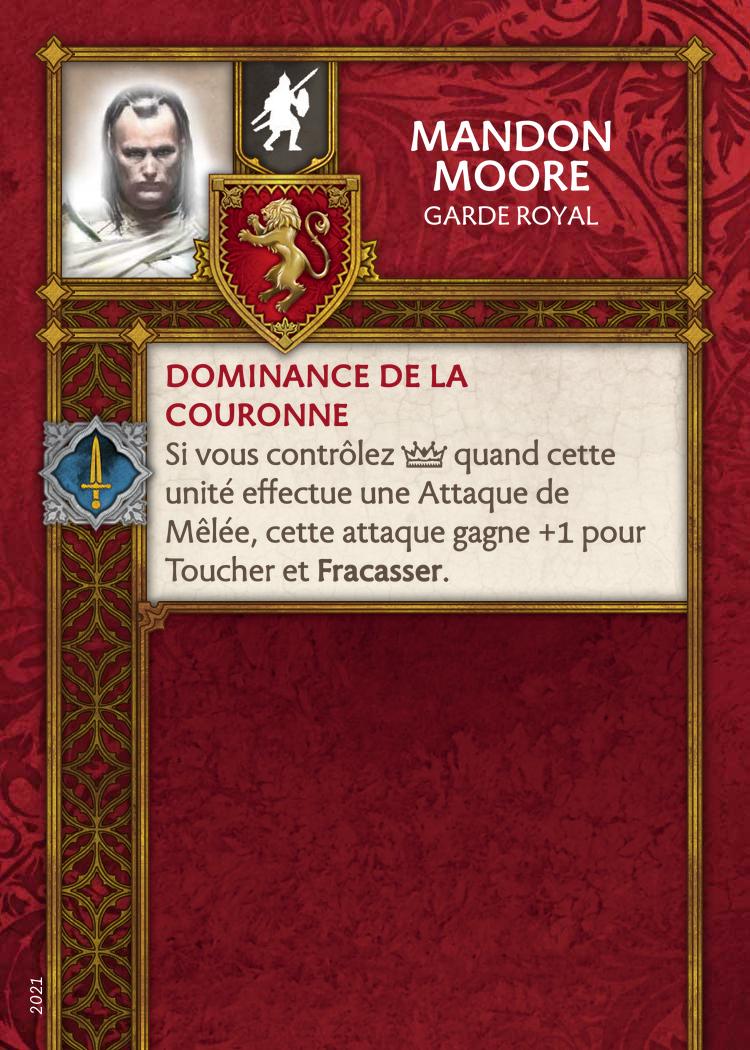 MANDON
MOORE
GARDE ROYAL
DOMINANCE DE LA
COURONNE
Si vous contrôlez quand cette
unité effectue une Attaque de
Mêlée, cette attaque gagne +1 pour
Toucher et Fracasser.
2021